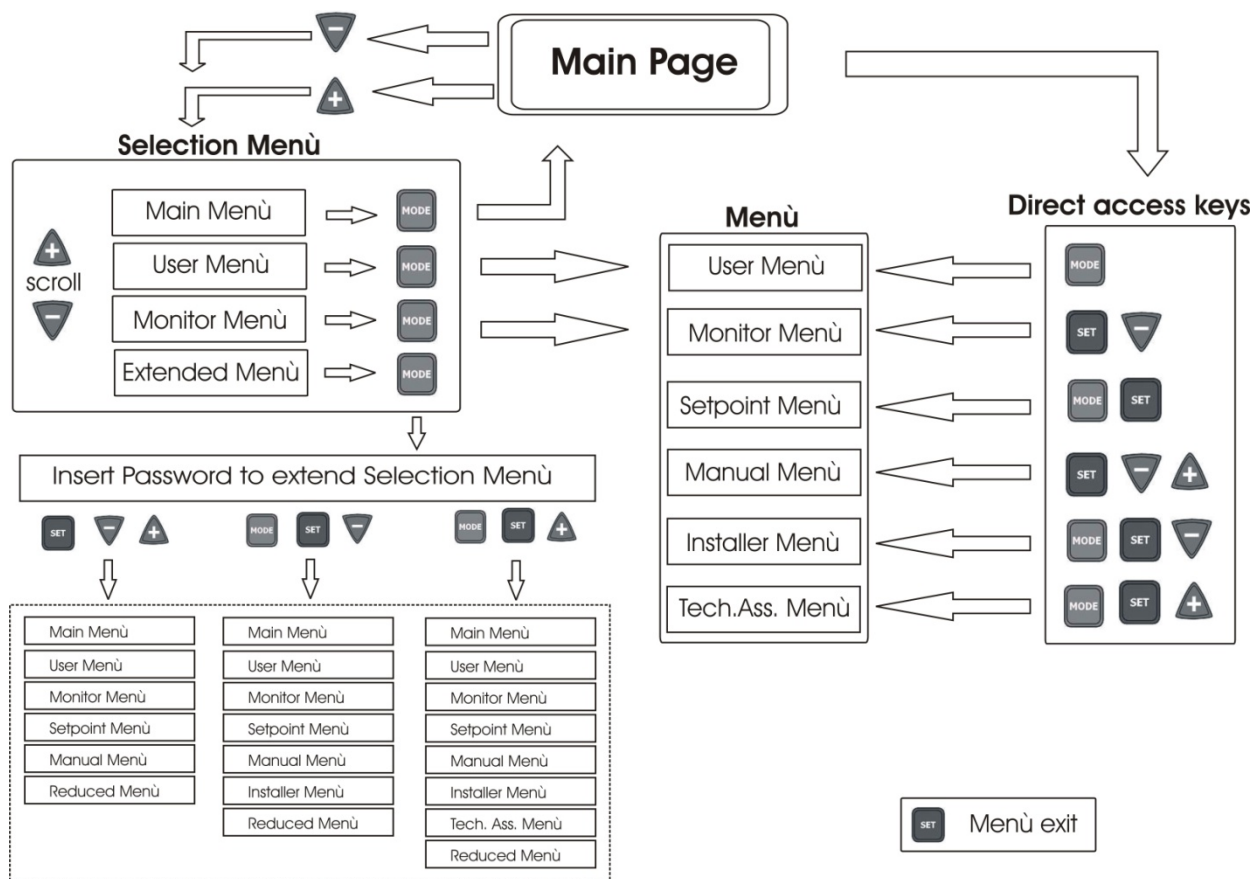 Main Page
−
+
Selection Menù
Main Menù
MODE
User Menù
MODE
Monitor Menù
MODE
Extended Menù
MODE
+
scroll
−
Insert Password to extend Selection Menù
SET − +
MODE SET −
MODE SET +
Main Menù
User Menù
Monitor Menù
Setpoint Menù
Manual Menù
Reduced Menù
Main Menù
User Menù
Monitor Menù
Setpoint Menù
Manual Menù
Installer Menù
Reduced Menù
Main Menù
User Menù
Monitor Menù
Setpoint Menù
Manual Menù
Installer Menù
Tech. Ass. Menù
Reduced Menù
Menù
User Menù
Monitor Menù
Setpoint Menù
Manual Menù
Installer Menù
Tech.Ass. Menù
Direct access keys
MODE
SET −
MODE SET
SET − +
MODE SET −
MODE SET +
SET Menù exit